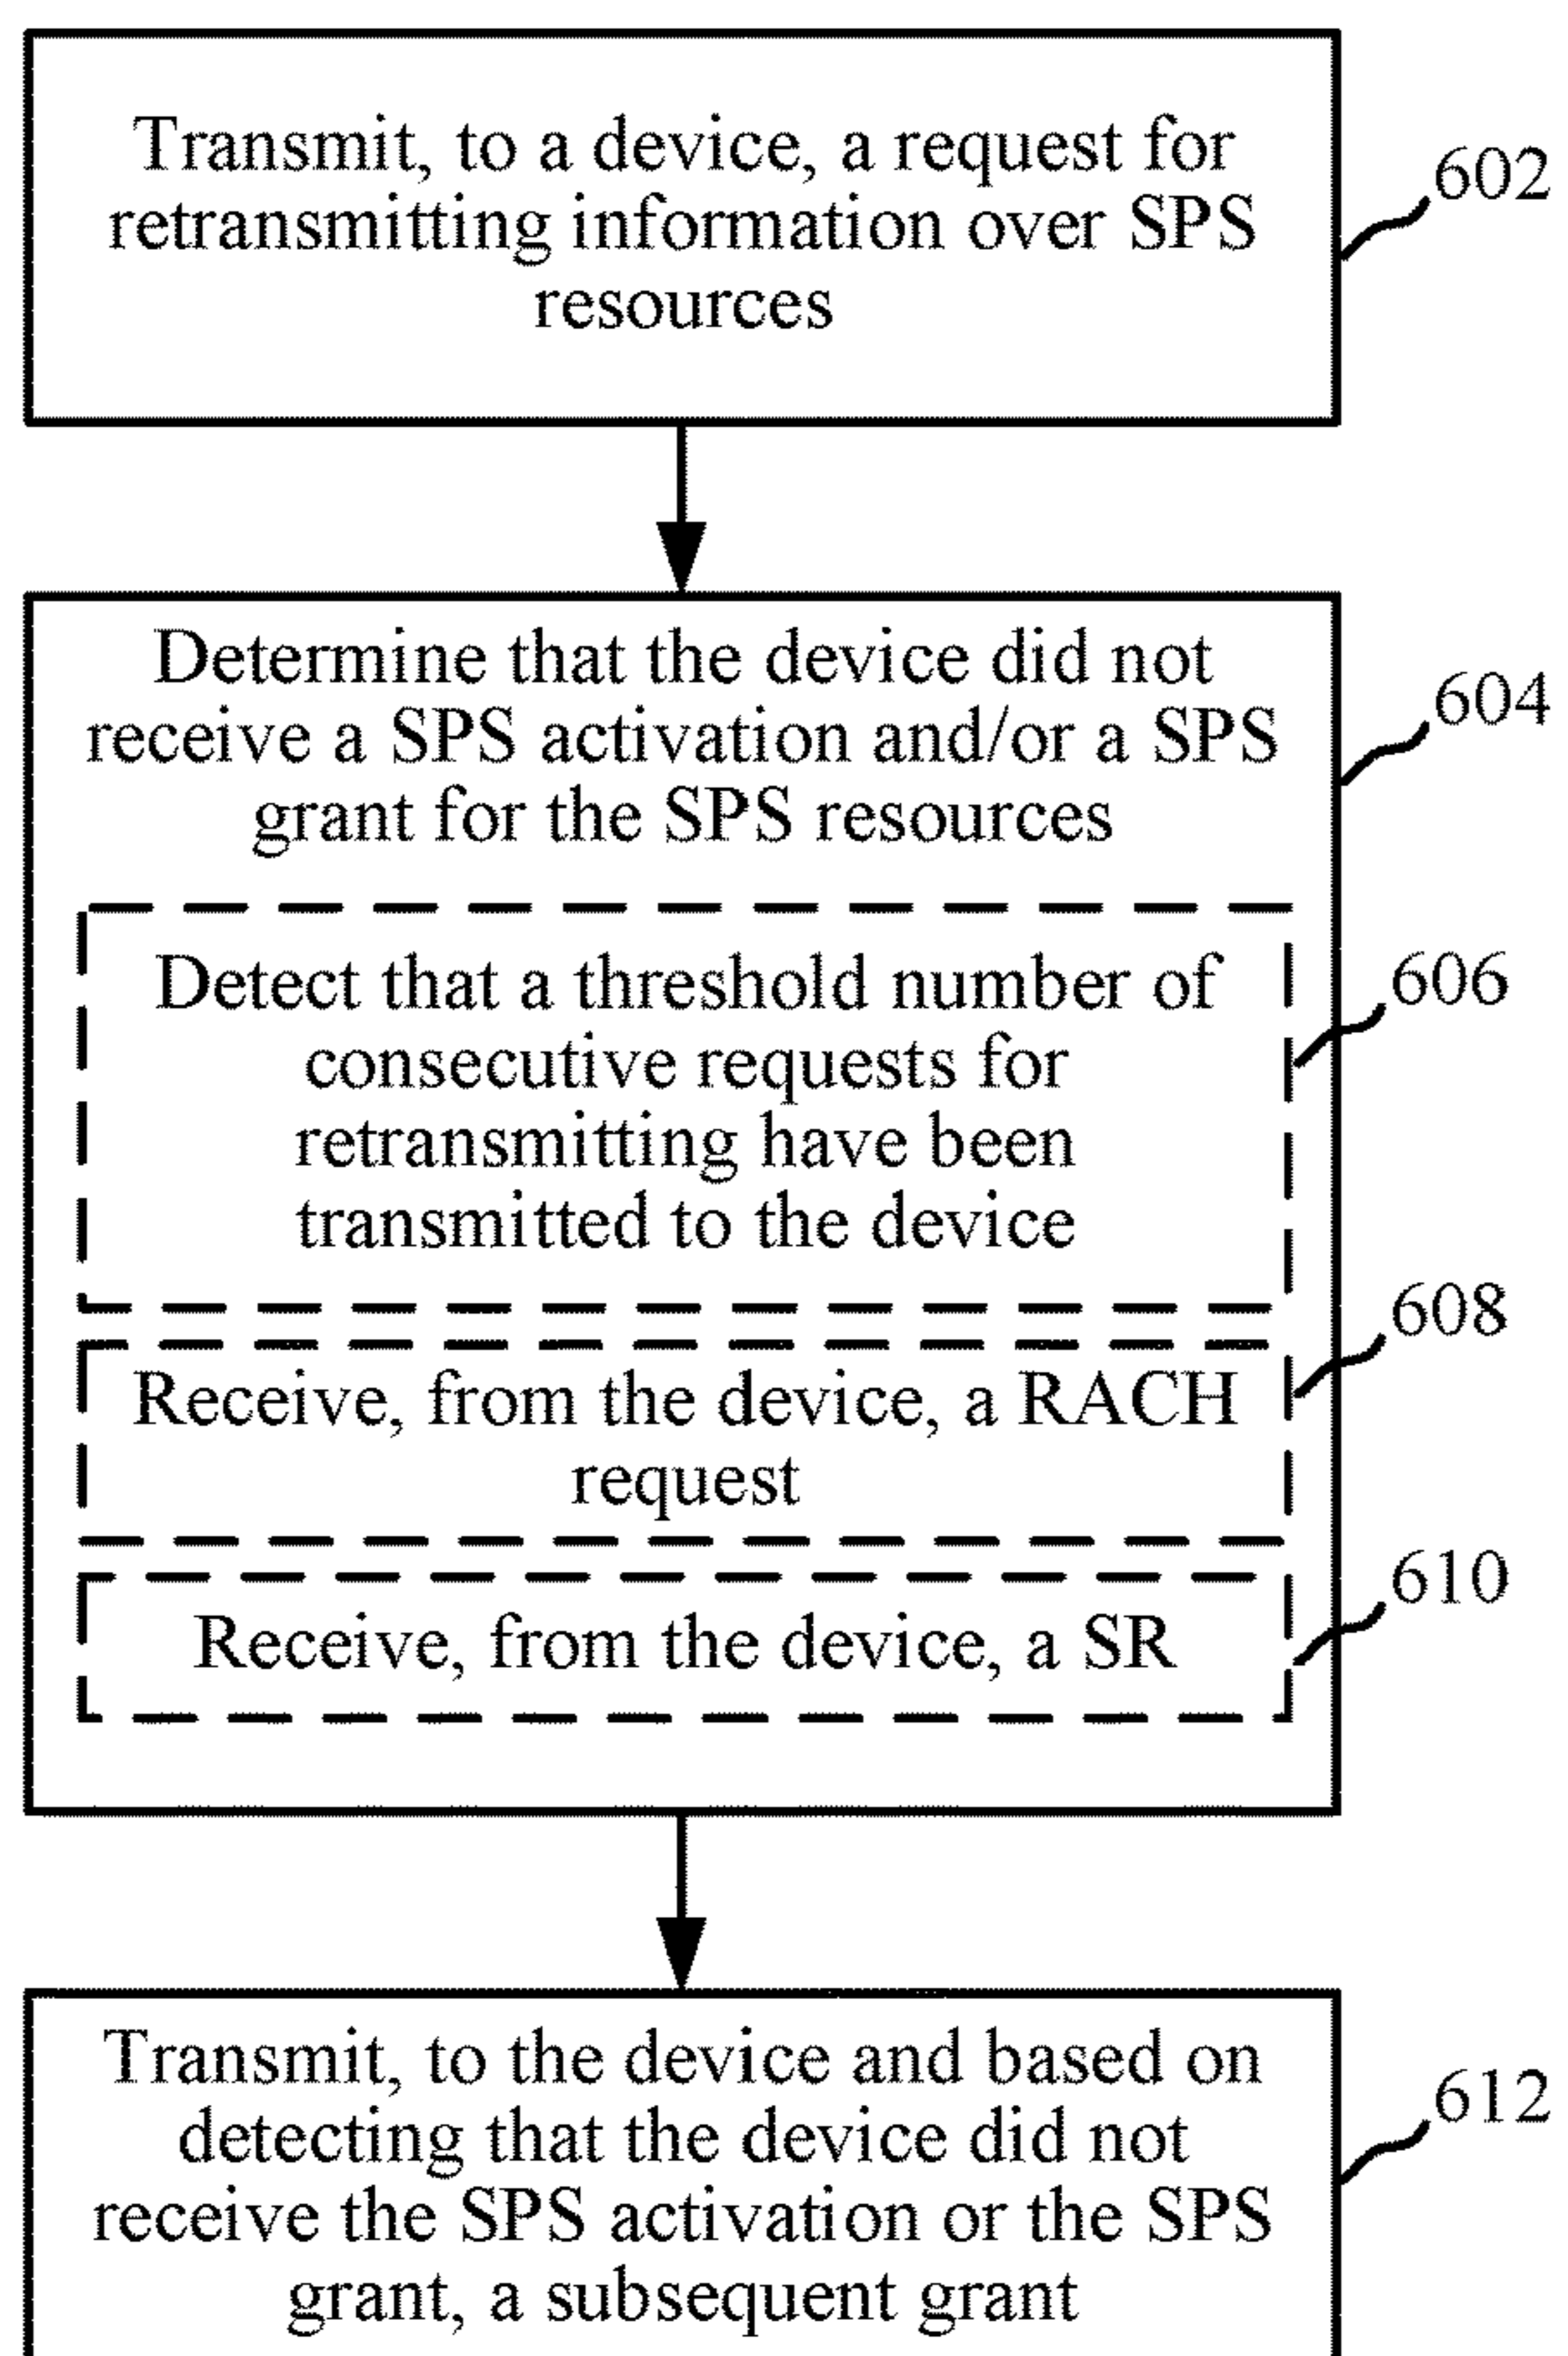 Transmit, to a device, a request for
retransmitting information over SPS
resources
602
Determine that the device did not
receive a SPS activation and/or a SPS
grant for the SPS resources
604
Detect that a threshold number of
consecutive requests for
retransmitting have been
transmitted to the device
606
Receive, from the device, a RACH
request
608
Receive, from the device, a SR
610
Transmit, to the device and based on
detecting that the device did not
receive the SPS activation or the SPS
grant, a subsequent grant
612